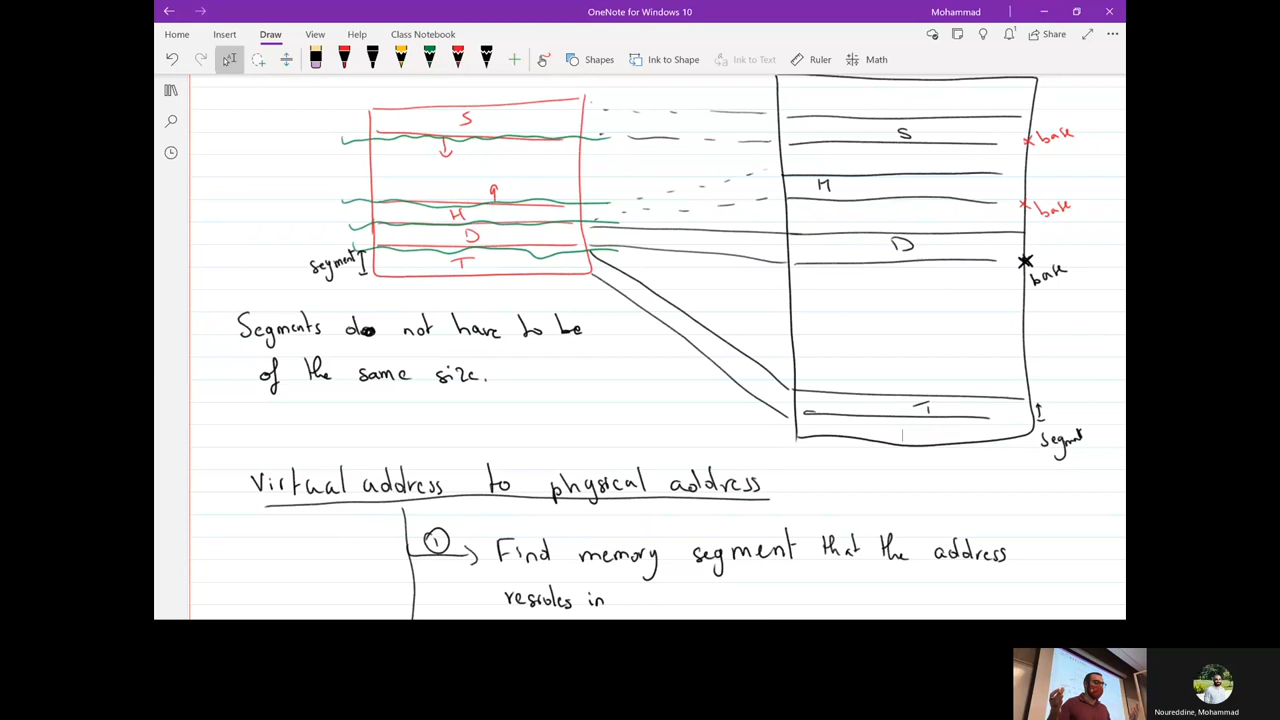 OneNote for Windows 10
Mohammad
Home
Insert
Draw
View
Help
Class Notebook
Share
Shapes
Ink to Shape
Ink to Text
Ruler
Math
S
S
base
H
H
base
D
D
base
segment
T
Segments do not have to be
of the same size.
T
segment
Virtual address to physical address
1
Find memory segment that the address
resides in
Noureddine, Mohammad